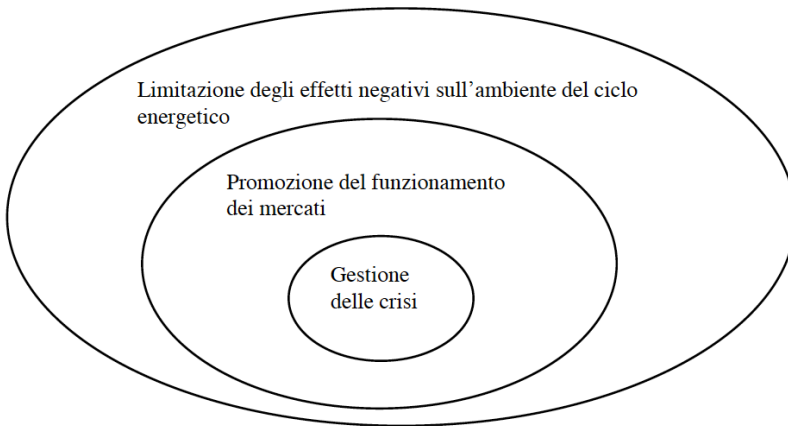 Limitazione degli effetti negativi sull’ambiente del ciclo
energetico
Promozione del funzionamento
dei mercati
Gestione
delle crisi